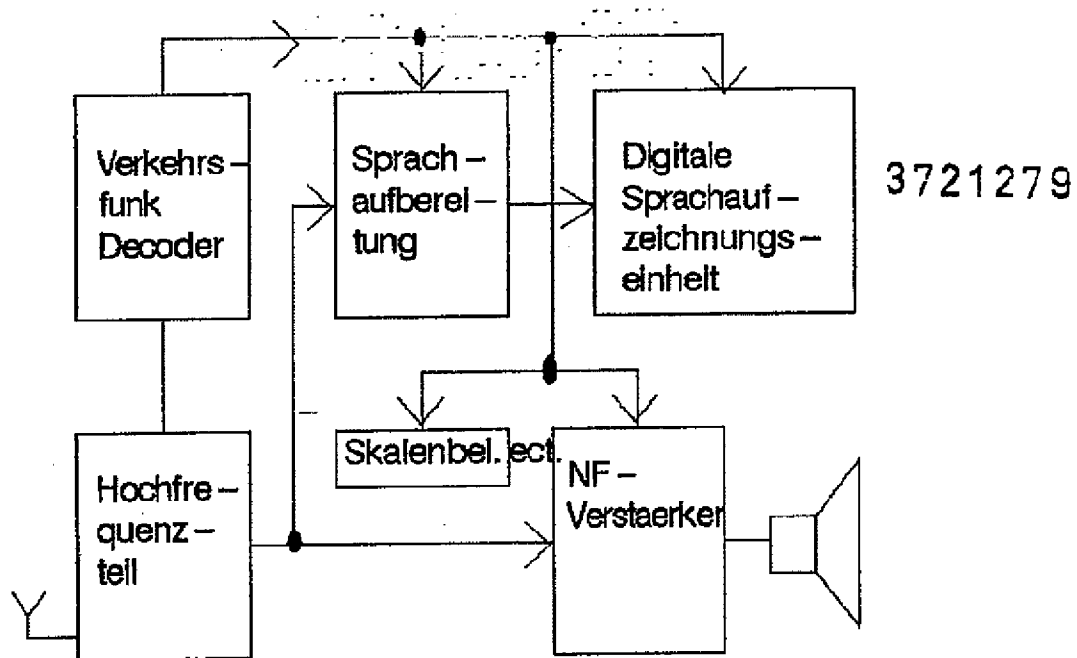 Verkehrs–
funk
Decoder
Sprach–
aufberei–
tung
Digitale
Sprachauf–
zeichnungs–
einheit
3721279
Skalenbel. ect.
Hochfre–
quenz–
teil
NF–
Verstaerker